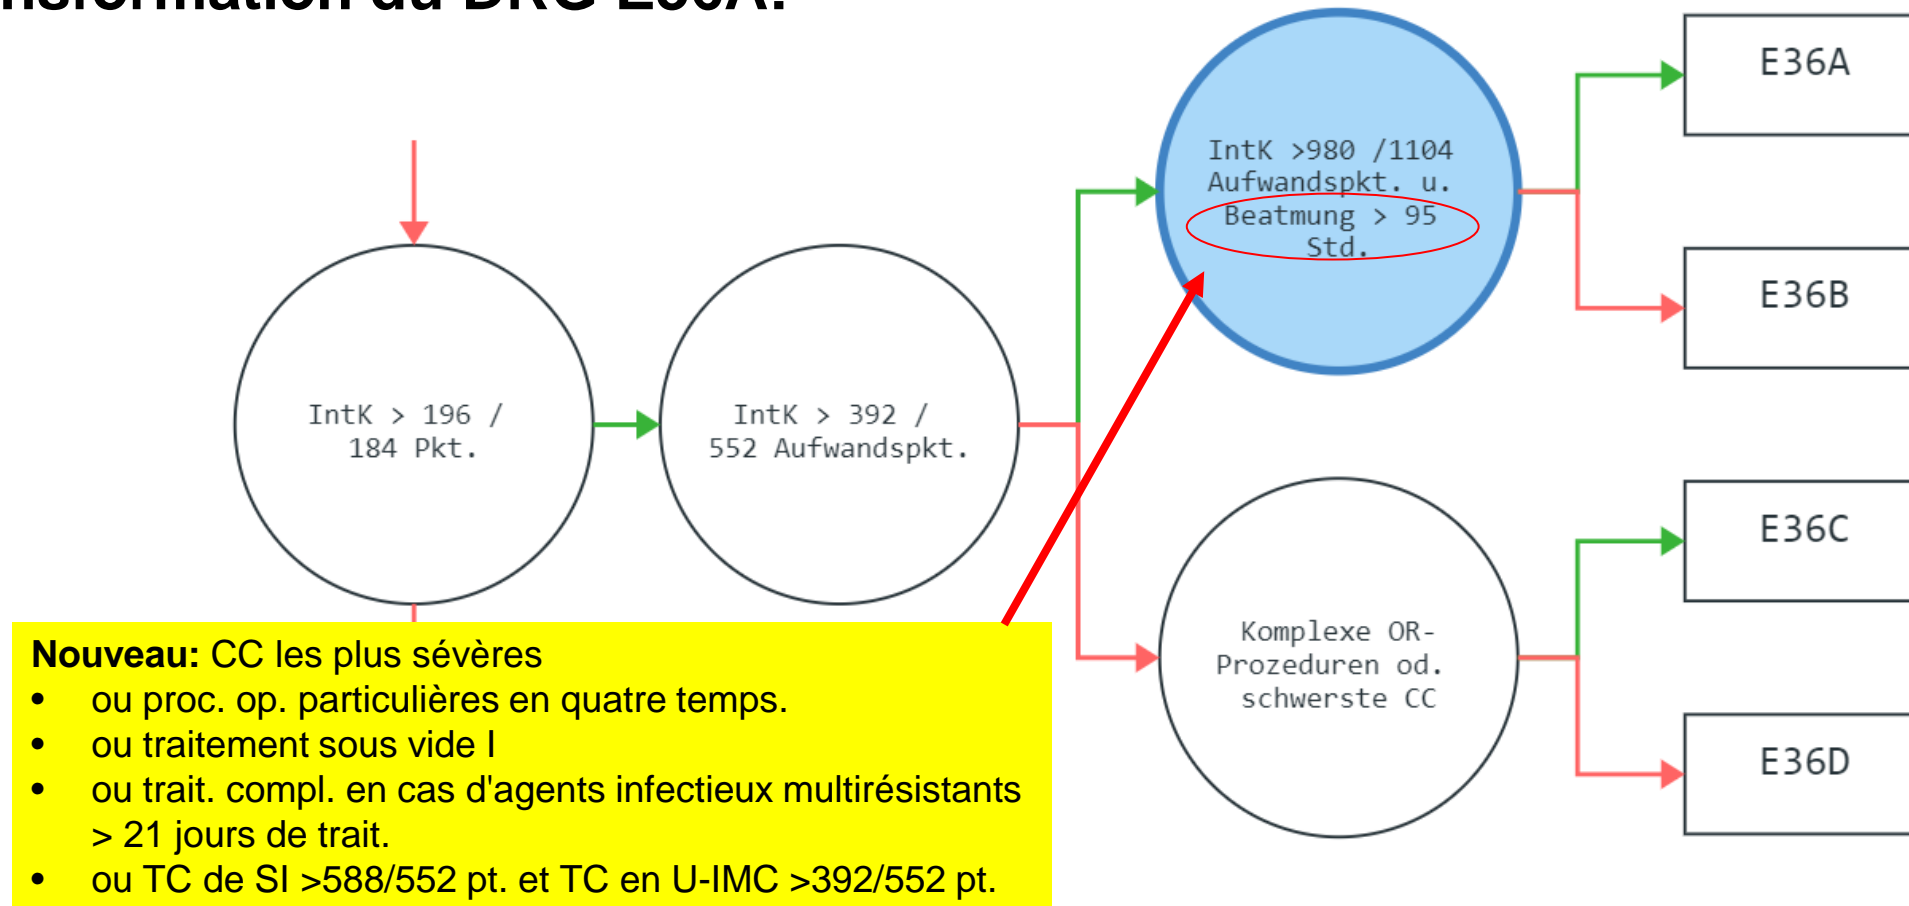 du DRG
IntK > 196 /
184 Pkt.
IntK > 392 /
552 Aufwandspkt.
IntK >980 /1104
Aufwandspkt. u.
Beatmung > 95
Std.
Komplexe OR-
Prozeduren od.
schwerste CC
E36A
E36B
E36C
E36D
Nouveau: CC les plus sévères
• ou proc. op. particulières en quatre temps.
• ou traitement sous vide I
• ou trait. compl. en cas d'agents infectieux multirésistants
> 21 jours de trait.
• ou TC de SI >588/552 pt. et TC en U-IMC >392/552 pt.